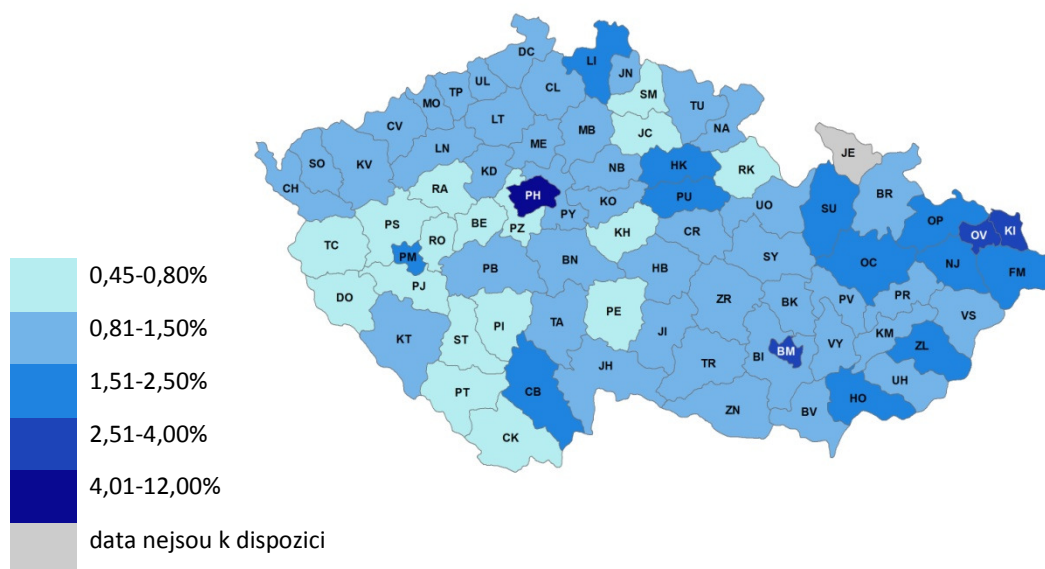 DC
LI
JN
UL
TP
CL
SM
MO
TU
CV
LT
MB
JC
NA
ME
LN
SO
KV
JE
HK
RK
NB
KD
CH
RA
BR
PH
KO
PU
UO
SU
PY
OP
PS
BE
PZ
KH
CR
OV
KI
RO
TC
PM
SY
OC
NJ
FM
BN
PB
HB
PJ
DO
ZR
BK
PV
PR
VS
PE
TA
PI
ST
KT
JI
KM
VY
ZL
BM
BI
JH
TR
UH
PT
CB
HO
ZN
BV
CK
0,45-0,80%
0,81-1,50%
1,51-2,50%
2,51-4,00%
4,01-12,00%
data nejsou k dispozici